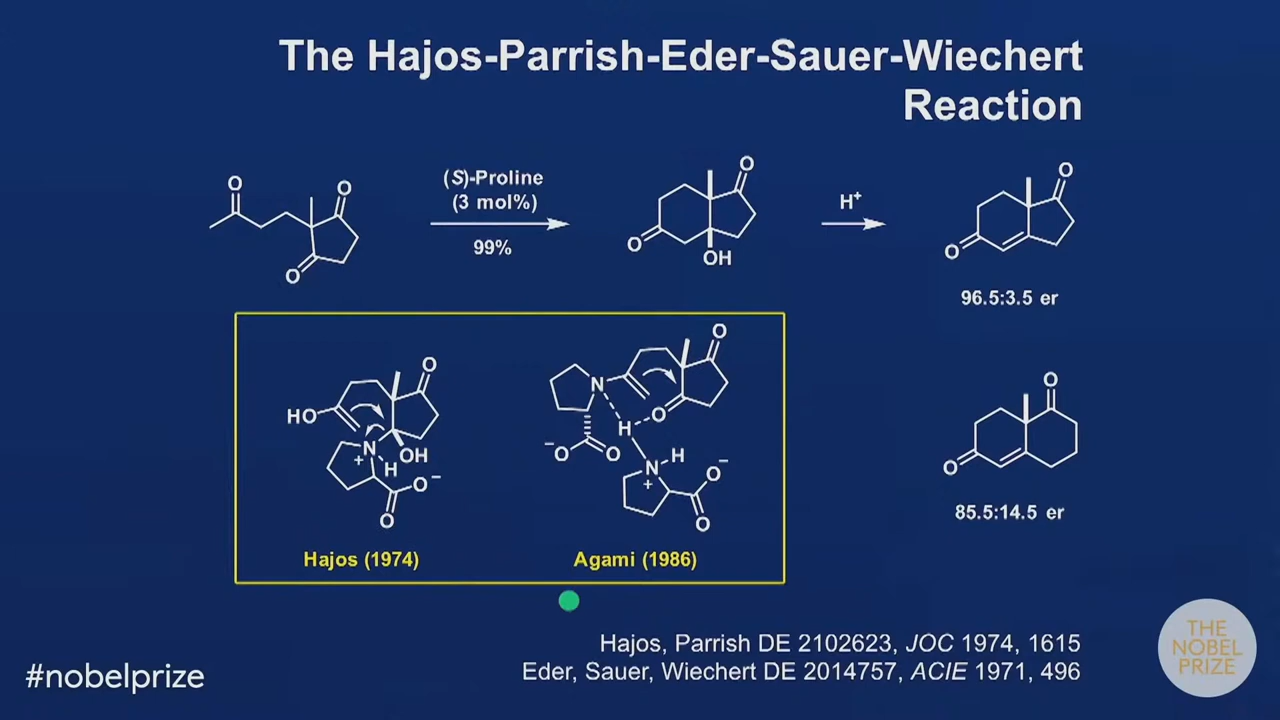 The Hajos-Parrish-Eder-Sauer-Wiechert
Reaction
O
O
O
(S)-Proline
(3 mol%)
99%
O
O
OH
H+
O
O
96.5:3.5 er
O
HO
N
+
H
OH
O−
O
Hajos (1974)
O
N
O
H
−O
O
N
H
+
O−
O
Agami (1986)
O
O
85.5:14.5 er
Hajos, Parrish DE 2102623, JOC 1974, 1615
Eder, Sauer, Wiechert DE 2014757, ACIE 1971, 496
#nobelprize
THE
NOBEL
PRIZE